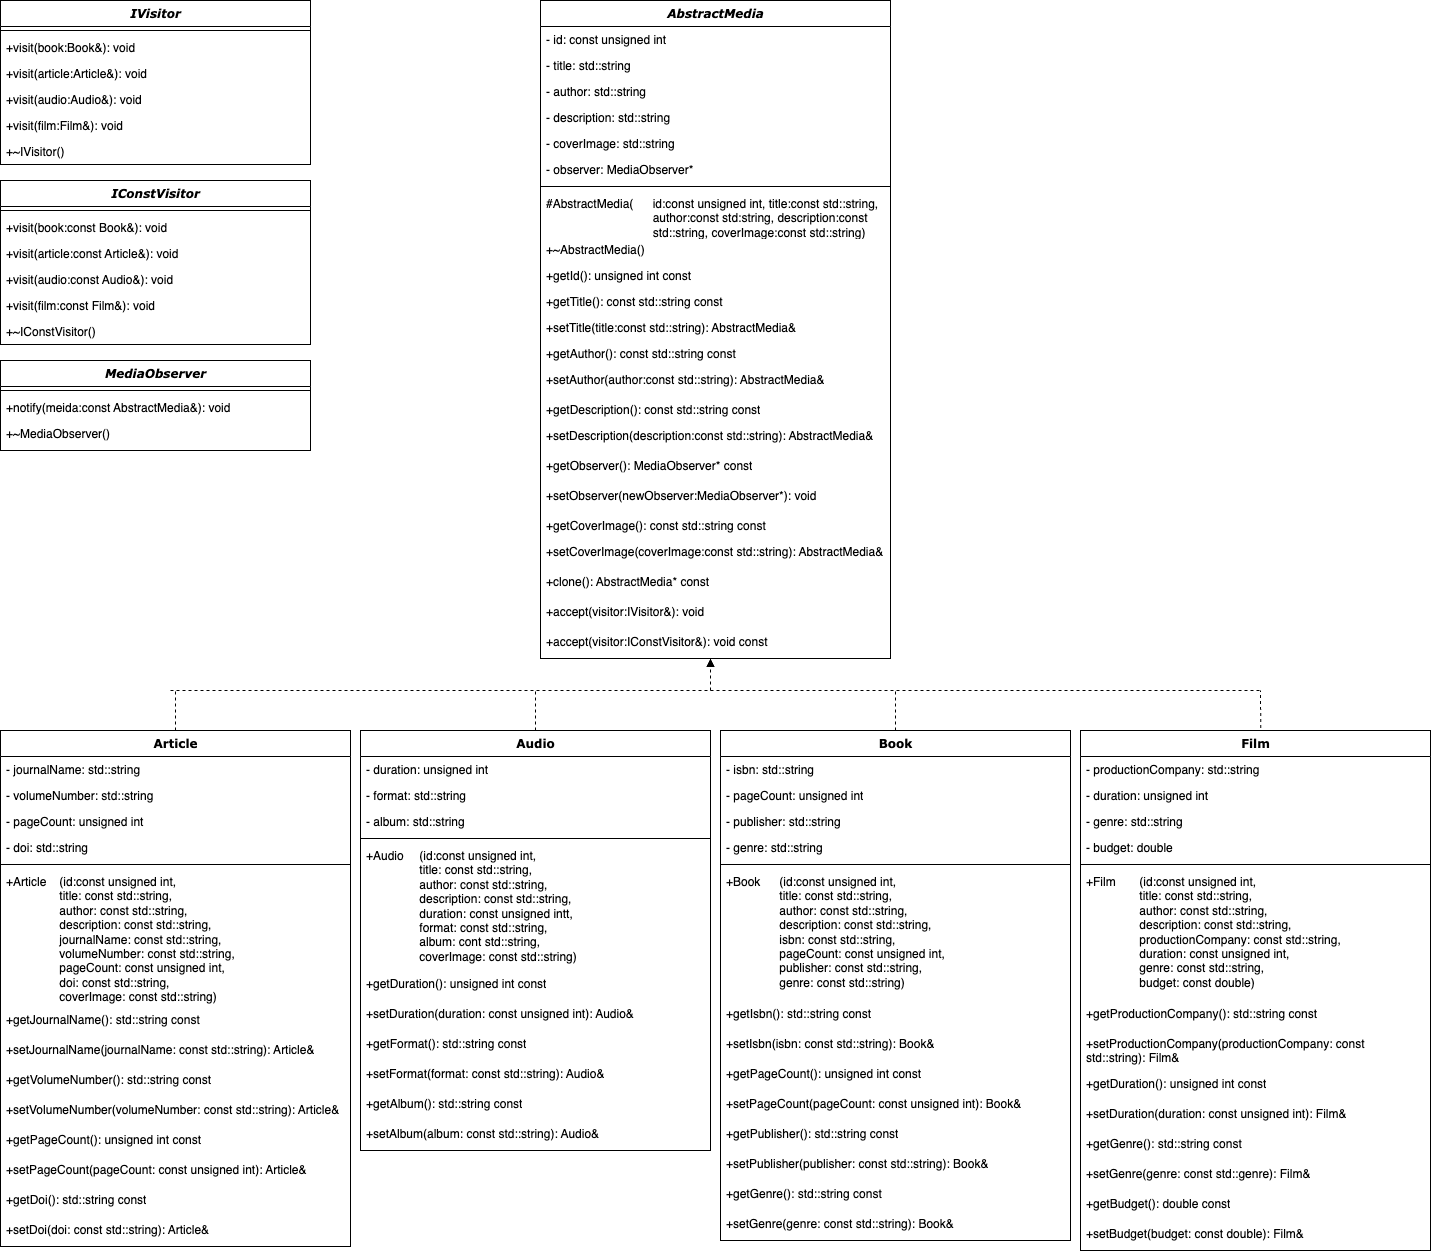 IVisitor
+visit(book:Book&): void
+visit(article:Article&): void
+visit(audio:Audio&): void
+visit(film:Film&): void
+~IVisitor()
IConstVisitor
+visit(book:const Book&): void
+visit(article:const Article&): void
+visit(audio:const Audio&): void
+visit(film:const Film&): void
+~IConstVisitor()
MediaObserver
+notify(meida:const AbstractMedia&): void
+~MediaObserver()
AbstractMedia
- id: const unsigned int
- title: std::string
- author: std::string
- description: std::string
- coverImage: std::string
- observer: MediaObserver*
#AbstractMedia( id:const unsigned int, title:const std::string,
author:const std:string, description:const
std::string, coverImage:const std::string)
+~AbstractMedia()
+getId(): unsigned int const
+getTitle(): const std::string const
+setTitle(title:const std::string): AbstractMedia&
+getAuthor(): const std::string const
+setAuthor(author:const std::string): AbstractMedia&
+getDescription(): const std::string const
+setDescription(description:const std::string): AbstractMedia&
+getObserver(): MediaObserver* const
+setObserver(newObserver:MediaObserver*): void
+getCoverImage(): const std::string const
+setCoverImage(coverImage:const std::string): AbstractMedia&
+clone(): AbstractMedia* const
+accept(visitor:IVisitor&): void
+accept(visitor:IConstVisitor&): void const
Article
- journalName: std::string
- volumeNumber: std::string
- pageCount: unsigned int
- doi: std::string
+Article (id:const unsigned int,
title: const std::string,
author: const std::string,
description: const std::string,
journalName: const std::string,
volumeNumber: const std::string,
pageCount: const unsigned int,
doi: const std::string,
coverImage: const std::string)
+getJournalName(): std::string const
+setJournalName(journalName: const std::string): Article&
+getVolumeNumber(): std::string const
+setVolumeNumber(volumeNumber: const std::string): Article&
+getPageCount(): unsigned int const
+setPageCount(pageCount: const unsigned int): Article&
+getDoi(): std::string const
+setDoi(doi: const std::string): Article&
Audio
- duration: unsigned int
- format: std::string
- album: std::string
+Audio (id:const unsigned int,
title: const std::string,
author: const std::string,
description: const std::string,
duration: const unsigned intt,
format: const std::string,
album: cont std::string,
coverImage: const std::string)
+getDuration(): unsigned int const
+setDuration(duration: const unsigned int): Audio&
+getFormat(): std::string const
+setFormat(format: const std::string): Audio&
+getAlbum(): std::string const
+setAlbum(album: const std::string): Audio&
Book
- isbn: std::string
- pageCount: unsigned int
- publisher: std::string
- genre: std::string
+Book (id:const unsigned int,
title: const std::string,
author: const std::string,
description: const std::string,
isbn: const std::string,
pageCount: const unsigned int,
publisher: const std::string,
genre: const std::string)
+getIsbn(): std::string const
+setIsbn(isbn: const std::string): Book&
+getPageCount(): unsigned int const
+setPageCount(pageCount: const unsigned int): Book&
+getPublisher(): std::string const
+setPublisher(publisher: const std::string): Book&
+getGenre(): std::string const
+setGenre(genre: const std::string): Book&
Film
- productionCompany: std::string
- duration: unsigned int
- genre: std::string
- budget: double
+Film (id:const unsigned int,
title: const std::string,
author: const std::string,
description: const std::string,
productionCompany: const std::string,
duration: const unsigned int,
genre: const std::string,
budget: const double)
+getProductionCompany(): std::string const
+setProductionCompany(productionCompany: const
std::string): Film&
+getDuration(): unsigned int const
+setDuration(duration: const unsigned int): Film&
+getGenre(): std::string const
+setGenre(genre: const std::genre): Film&
+getBudget(): double const
+setBudget(budget: const double): Film&